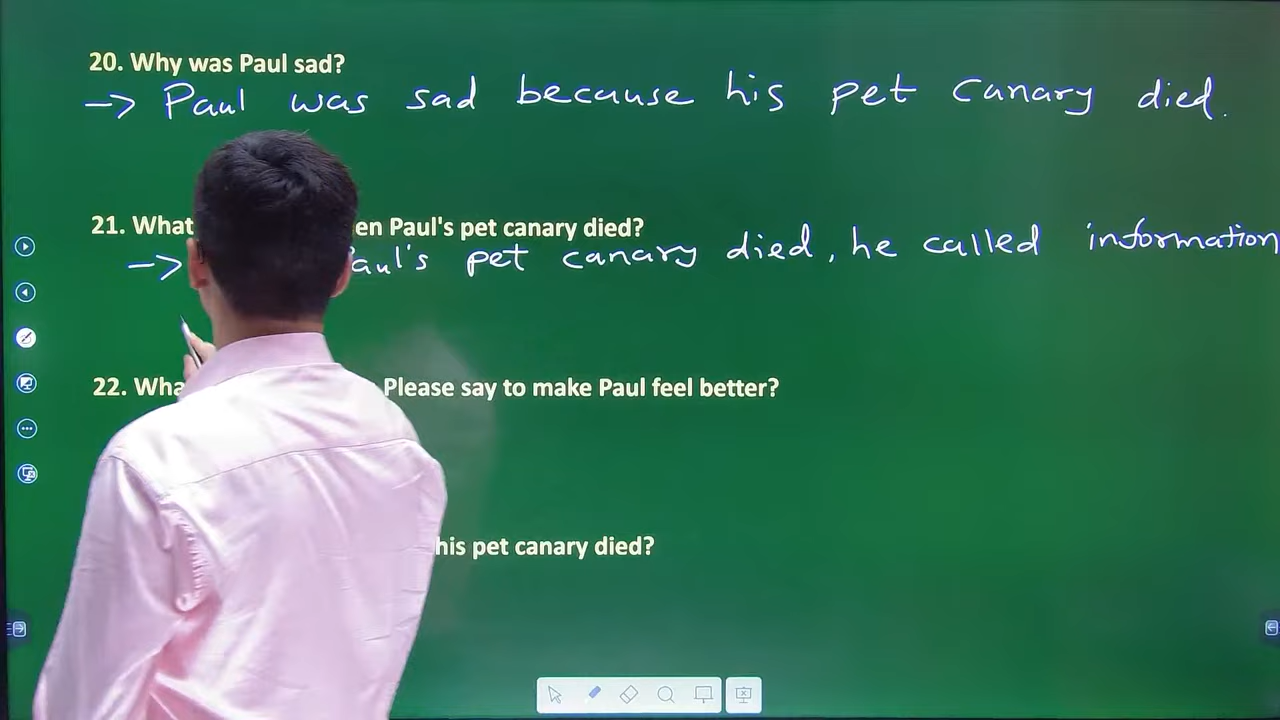 20. Why was Paul sad?
-> Paul was sad because his pet canary died.
21. What en Paul's pet canary died?
-> aul's pet canary died, he called information
22. Wha Please say to make Paul feel better?
his pet canary died?